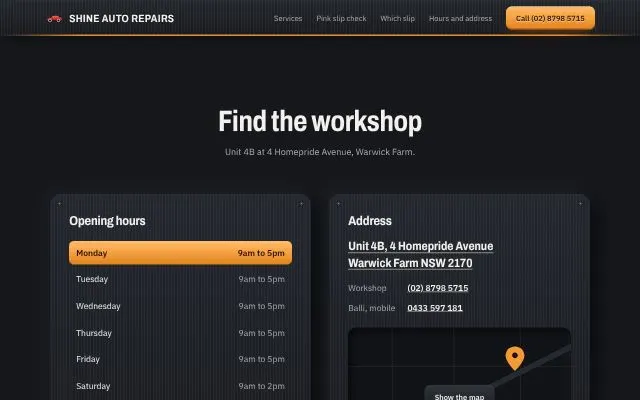 SHINE AUTO REPAIRS
Services
Pink slip check
Which slip
Hours and address
Call (02) 8798 5715
Find the workshop
Unit 4B at 4 Homepride Avenue, Warwick Farm.
Opening hours
Monday 9am to 5pm
Tuesday 9am to 5pm
Wednesday 9am to 5pm
Thursday 9am to 5pm
Friday 9am to 5pm
Saturday 9am to 2pm
Address
Unit 4B, 4 Homepride Avenue
Warwick Farm NSW 2170
Workshop (02) 8798 5715
Balli, mobile 0433 597 181
Show the map